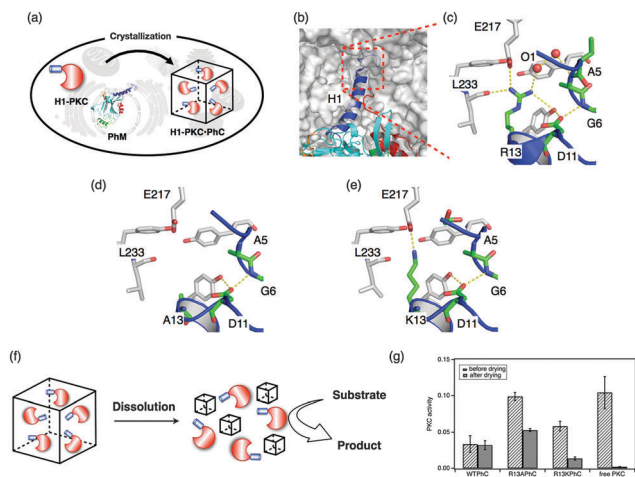 (a)
Crystallization
H1-PKC
PhM
H1-PKC·PhC
(b)
H1
(c)
E217
O1
A5
L233
G6
R13
D11
(d)
E217
L233
A5
G6
A13
D11
(e)
E217
L233
A5
G6
K13
D11
(f)
Dissolution
Substrate
Product
(g)
PKC activity
0.15
0.10
0.05
0.00
before drying
after drying
WTPhC
R13APhC
R13KPhC
free PKC